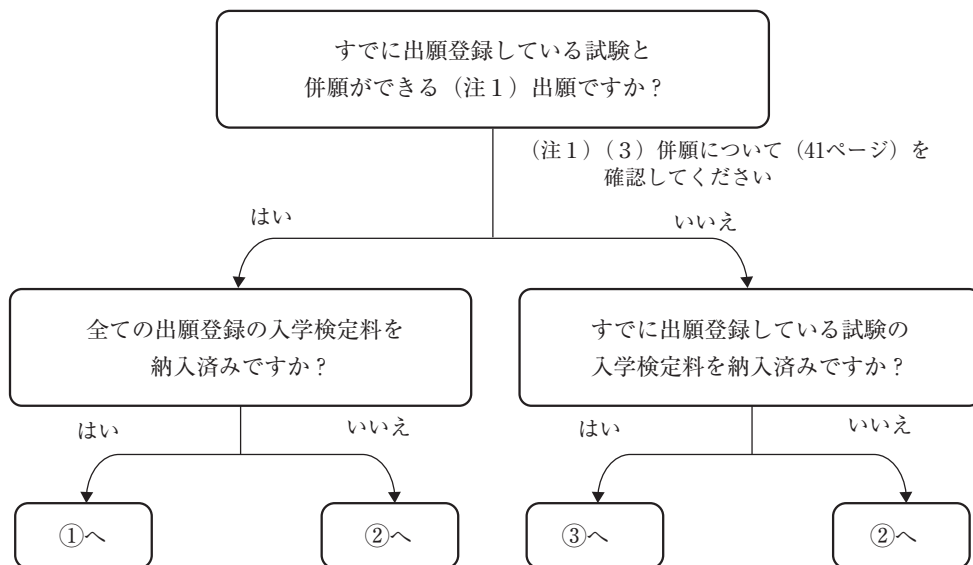 すでに出願登録している試験と
併願ができる（注１）出願ですか？
（注１）（３）併願について（41ページ）を
確認してください
はい
いいえ
全ての出願登録の入学検定料を
納入済みですか？
すでに出願登録している試験の
入学検定料を納入済みですか？
はい
いいえ
はい
いいえ
①へ
②へ
③へ
②へ